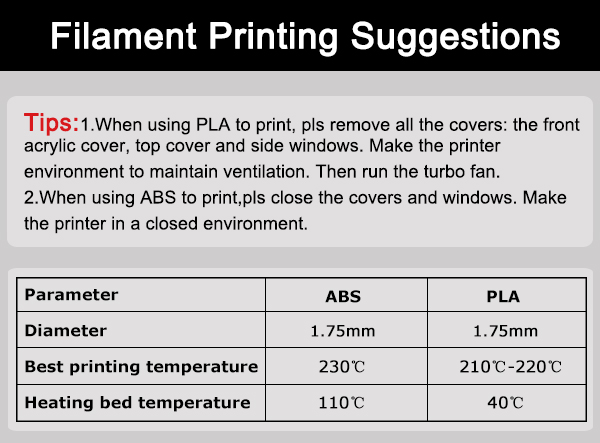 Filament Printing Suggestions
Tips:1.When using PLA to print, pls remove all the covers: the front
acrylic cover, top cover and side windows. Make the printer
environment to maintain ventilation. Then run the turbo fan.
2.When using ABS to print,pls close the covers and windows. Make
the printer in a closed environment.
Parameter ABS PLA
Diameter 1.75mm 1.75mm
Best printing temperature 230℃ 210℃-220℃
Heating bed temperature 110℃ 40℃